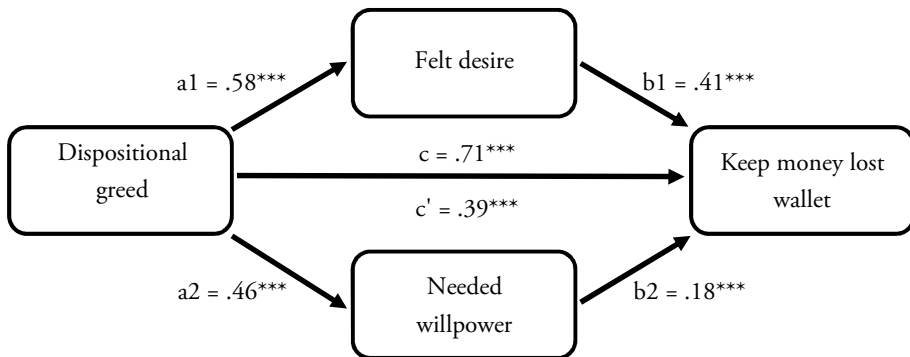 Felt desire
a1 = .58***
b1 = .41***
Dispositional
greed
c = .71***
c' = .39***
Keep money lost
wallet
a2 = .46***
Needed
willpower
b2 = .18***